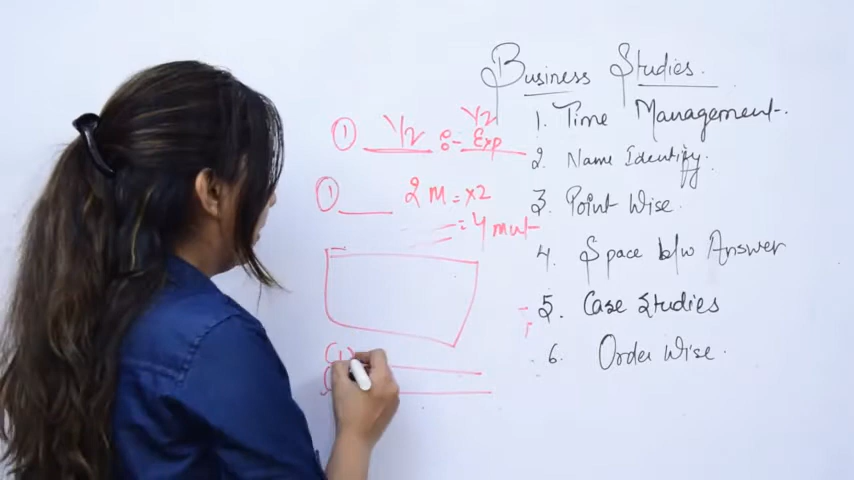 Business Studies.
1. Time Management.
2. Name Identify.
3. Point Wise.
4. Space b/w Answer
5. Case Studies
6. Order Wise.
① 1/2 :- 1/2 Exp
① 2 M = x2
= 4 mut
(1)